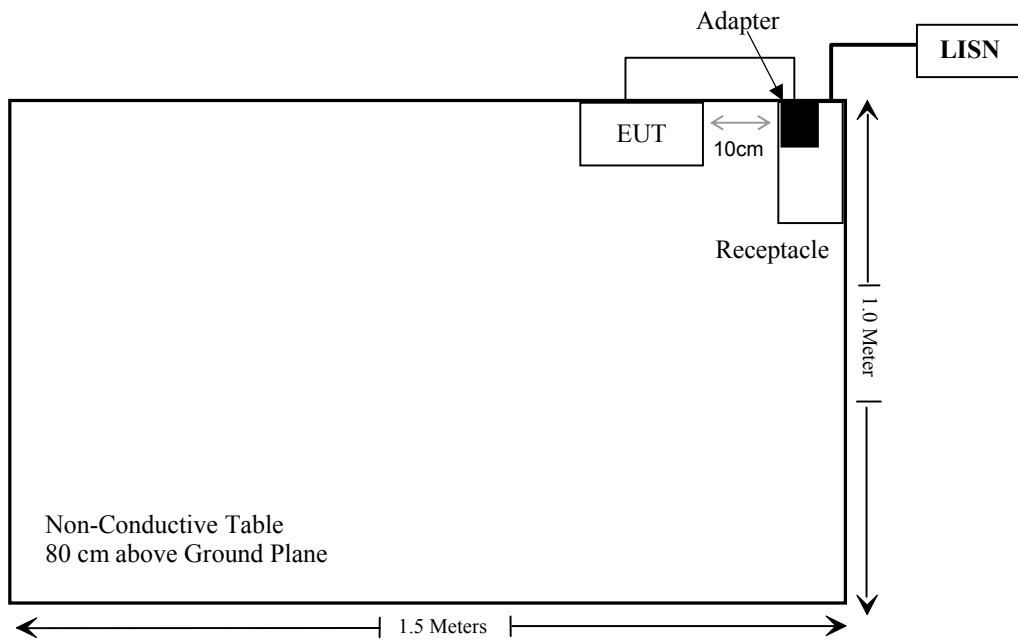 Adapter
LISN
EUT
10cm
Receptacle
1.0 Meter
Non-Conductive Table
80 cm above Ground Plane
1.5 Meters